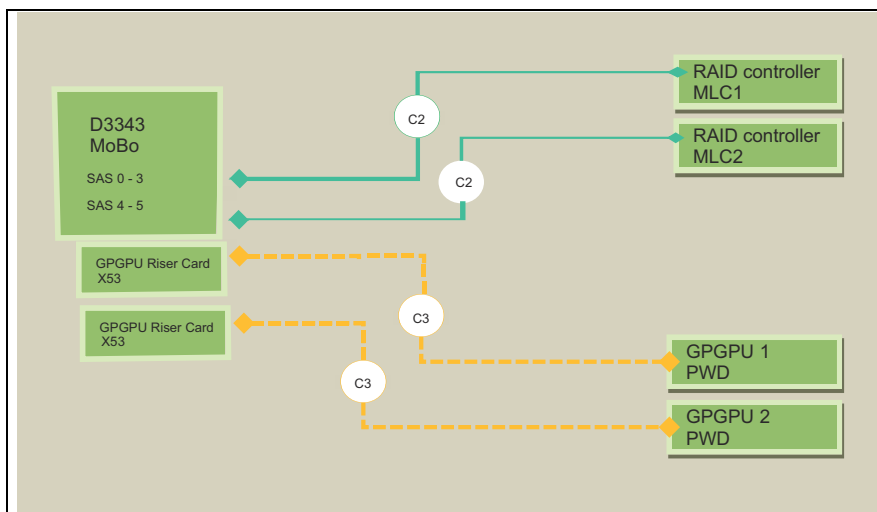 D3343
MoBo
SAS 0 - 3
SAS 4 - 5
GPGPU Riser Card
X53
GPGPU Riser Card
X53
C2
C2
C3
C3
RAID controller
MLC1
RAID controller
MLC2
GPGPU 1
PWD
GPGPU 2
PWD